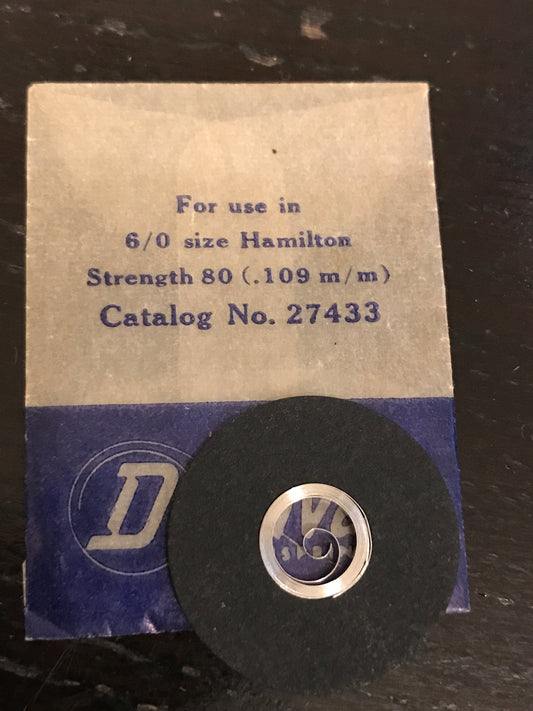 For use in
6/0 size Hamilton
Strength 80 (.109 m/m)
Catalog No. 27433
D